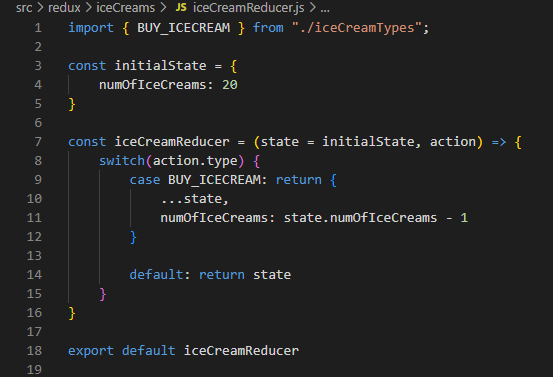 src > redux > iceCreams > JS iceCreamReducer.js > ...
1 import { BUY_ICECREAM } from "./iceCreamTypes";
2
3 const initialState = {
4     numOfIceCreams: 20
5 }
6
7 const iceCreamReducer = (state = initialState, action) => {
8     switch(action.type) {
9         case BUY_ICECREAM: return {
10             ...state,
11             numOfIceCreams: state.numOfIceCreams - 1
12         }
13
14         default: return state
15     }
16 }
17
18 export default iceCreamReducer
19